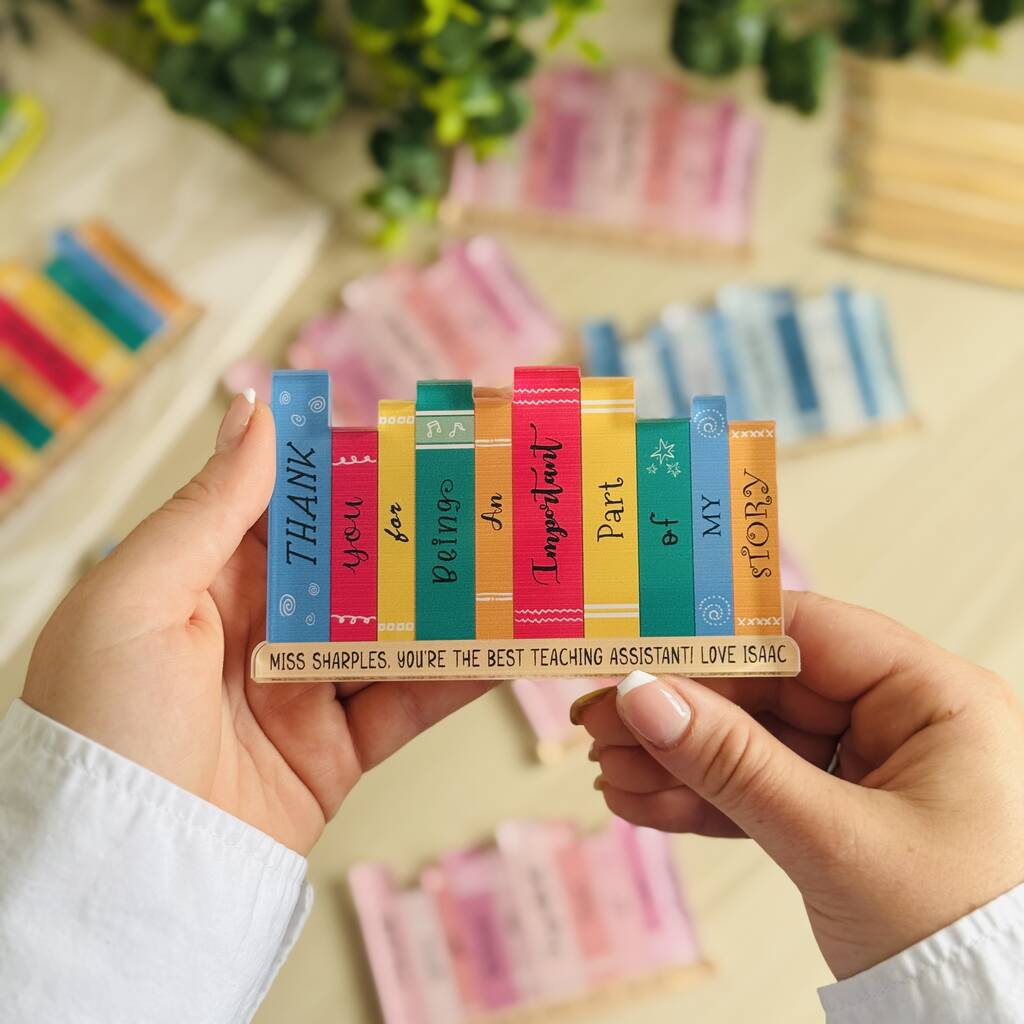 THANK you for Being An Important Part of MY STORY
MISS SHARPLES, YOU'RE THE BEST TEACHING ASSISTANT! LOVE ISAAC